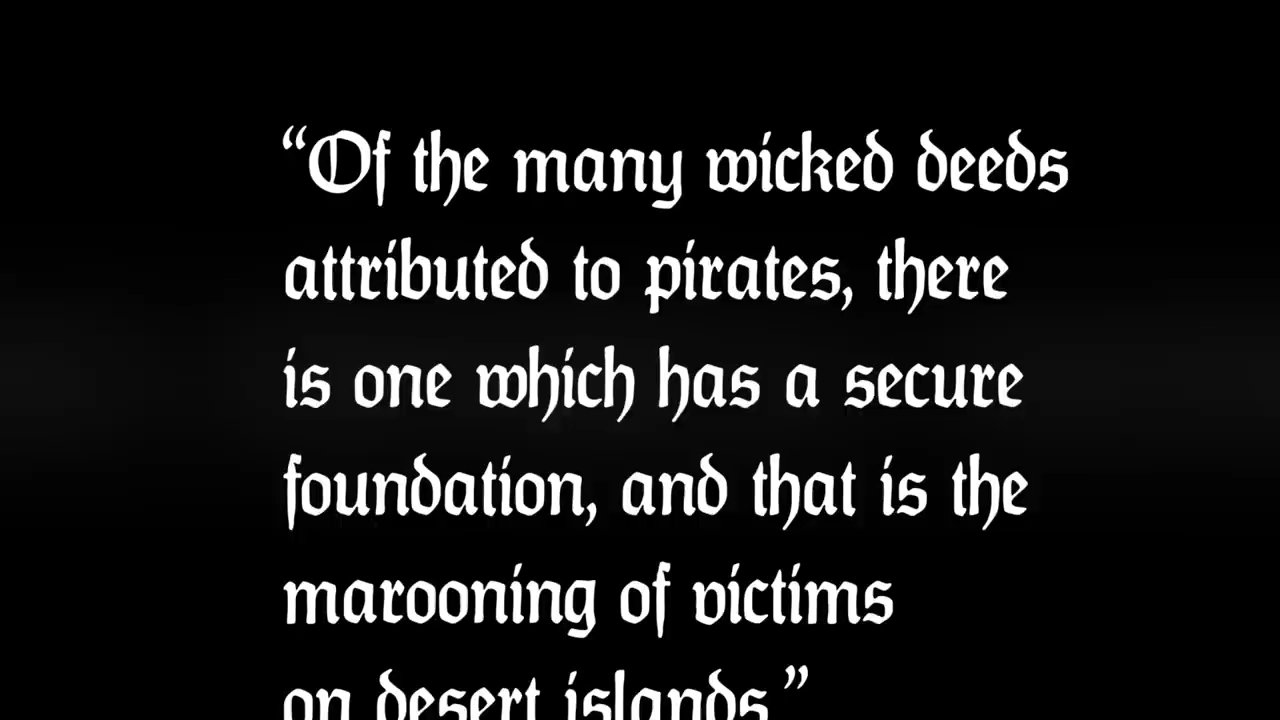 “Of the many wicked deeds
attributed to pirates, there
is one which has a secure
foundation, and that is the
marooning of victims
on desert islands.”